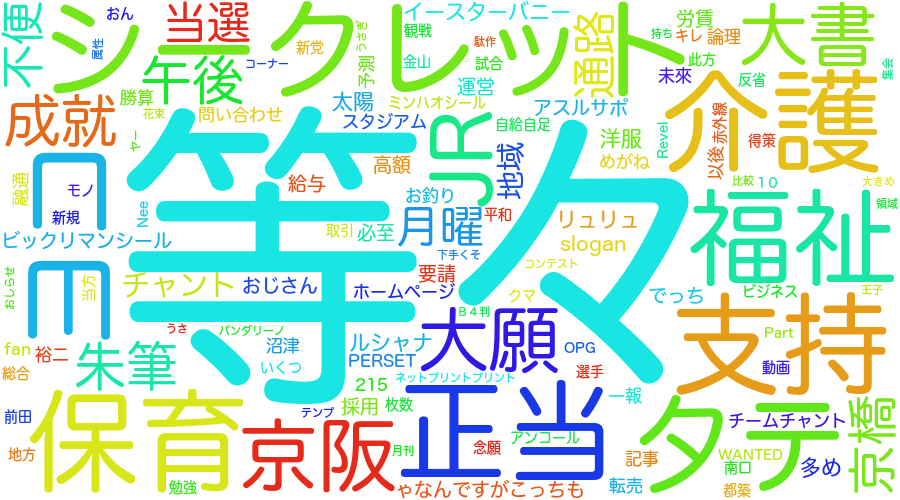 不便
おん
属性
シークレット
当選
新党
うさぎ
コーナー
イースターバニー
観戦
駄作
持ち
キレ
労賃
論理
大書
通路
金山
試合
此方
未來
反省
集会
午後
予測
運営
介護
成就
勝算
花束
問い合わせ
太陽
ミンハオシール
アスルサポ
スタジアム
自給自足
洋服
めがね
Revel
以後
赤外線
得策
ヤー
等々
JR
地域
高額
給与
お釣り
比較
10
大きめ
領域
融通
モノ
新規
Nee
ビックリマンシール
取引
必至
月曜
平和
リュリュ
slogan
福祉
下手くそ
コンテスト
ヨコ
おしらせ
当方
チャント
おじさん
要請
ホームページ
クマ
でっち
ビジネス
王子
うさ
バンダリーノ
B4判
大願
支持
Part
fan
裕二
朱筆
沼津
いくつ
ルシャナ
PERSET
OPG
選手
動画
総合
215
ネットプリントプリント
正当
一報
前田
保育
京阪
テンプ
採用
枚数
タテ
チームチャント
京橋
地方
勉強
月刊
念願
アンコール
記事
WANTED
南口
多め
ゃなんですがこっちも
転売
都築